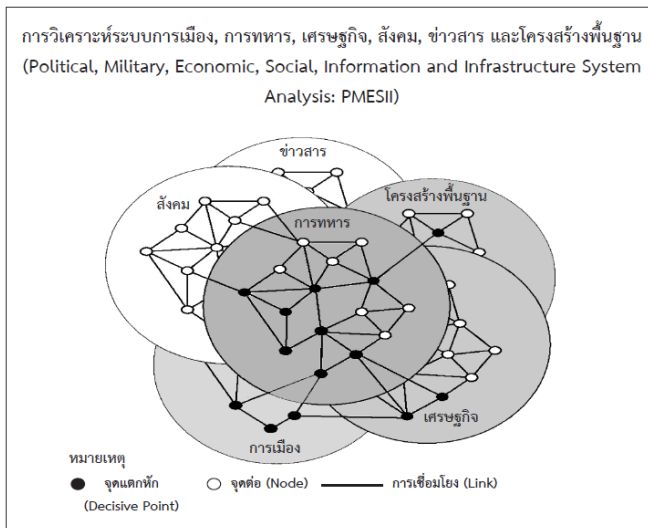 การวิเคราะห์ระบบการเมือง, การทหาร, เศรษฐกิจ, สังคม, ข่าวสาร และโครงสร้างพื้นฐาน
(Political, Military, Economic, Social, Information and Infrastructure System
Analysis: PMESII)
ข่าวสาร
สังคม
โครงสร้างพื้นฐาน
การทหาร
เศรษฐกิจ
การเมือง
หมายเหตุ
จุดแตกหัก
(Decisive Point)
จุดต่อ (Node)
การเชื่อมโยง (Link)